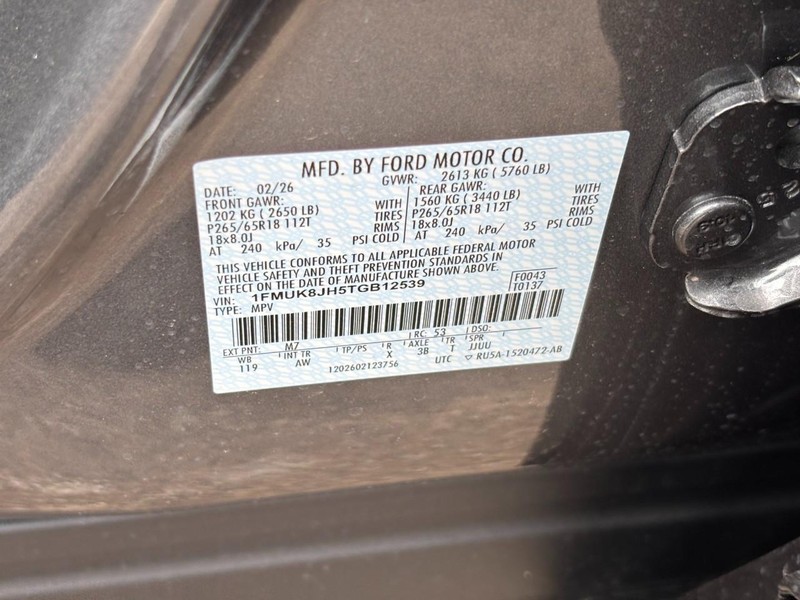 MFD. BY FORD MOTOR CO.
DATE: 02/26 GVWR: 2613 KG ( 5760 LB)
FRONT GAWR: REAR GAWR:
1202 KG ( 2650 LB) WITH 1560 KG ( 3440 LB) WITH
P265/65R18 112T TIRES P265/65R18 112T TIRES
18x8.0J RIMS 18x8.0J RIMS
AT 240 kPa/ 35 PSI COLD AT 240 kPa/ 35 PSI COLD
THIS VEHICLE CONFORMS TO ALL APPLICABLE FEDERAL MOTOR
VEHICLE SAFETY AND THEFT PREVENTION STANDARDS IN
EFFECT ON THE DATE OF MANUFACTURE SHOWN ABOVE.
VIN: 1FMUK8JH5TGB12539 F0043
TYPE: MPV T0137
EXT PNT: M7 RC: 53 DSO:
WB INT TR TP/PS R AXLE TR SPR
119 AW X 3B T JJUU
1202602123756 UTC RU5A-1520472-AB